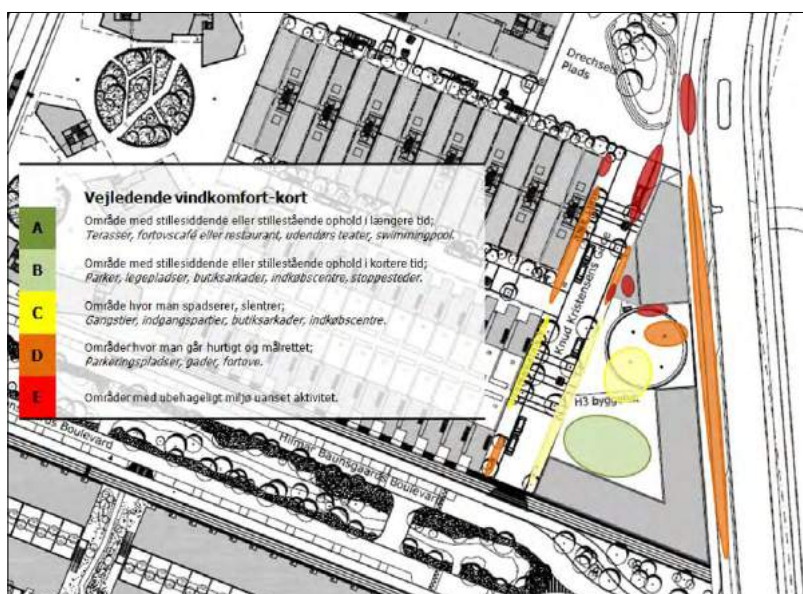 Drechsels
Plads
Vejledende vindkomfort-kort
A
Område med stillesiddende eller stillestående ophold i længere tid;
Terasser, fortovscafé eller restaurant, udendørs teater, swimmingpool.
B
Område med stillesiddende eller stillestående ophold i kortere tid;
Parker, legepladser, butiksarkader, indkøbscentre, stoppesteder.
C
Område hvor man spadserer, slentrer;
Gangstier, indgangspartier, butiksarkader, indkøbscentre.
D
Områder hvor man går hurtigt og målrettet;
Parkeringspladser, gader, fortove.
E
Områder med ubehageligt miljø uanset aktivitet.
Knud Kristensens Gade
H3
Boulevard
Hilmar Baunsgaards Boulevard